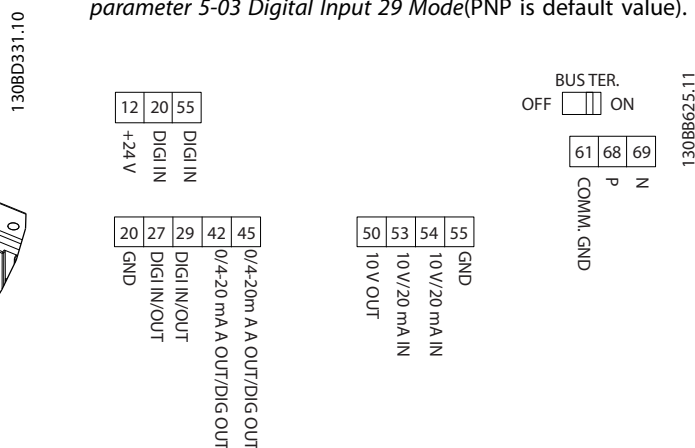 parameter 5-03 Digital Input 29 Mode(PNP is default value).
130BD331.10
BUS TER.
OFF ON
130BB625.11
12 20 55
+24 V DIGI IN DIGI IN
61 68 69
COMM. GND P N
20 27 29 42 45
GND DIGI IN/OUT DIGI IN/OUT 0/4-20 mA A OUT/DIG OUT 0/4-20m A A OUT/DIG OUT
50 53 54 55
10 V OUT 10 V/20 mA IN 10 V/20 mA IN GND